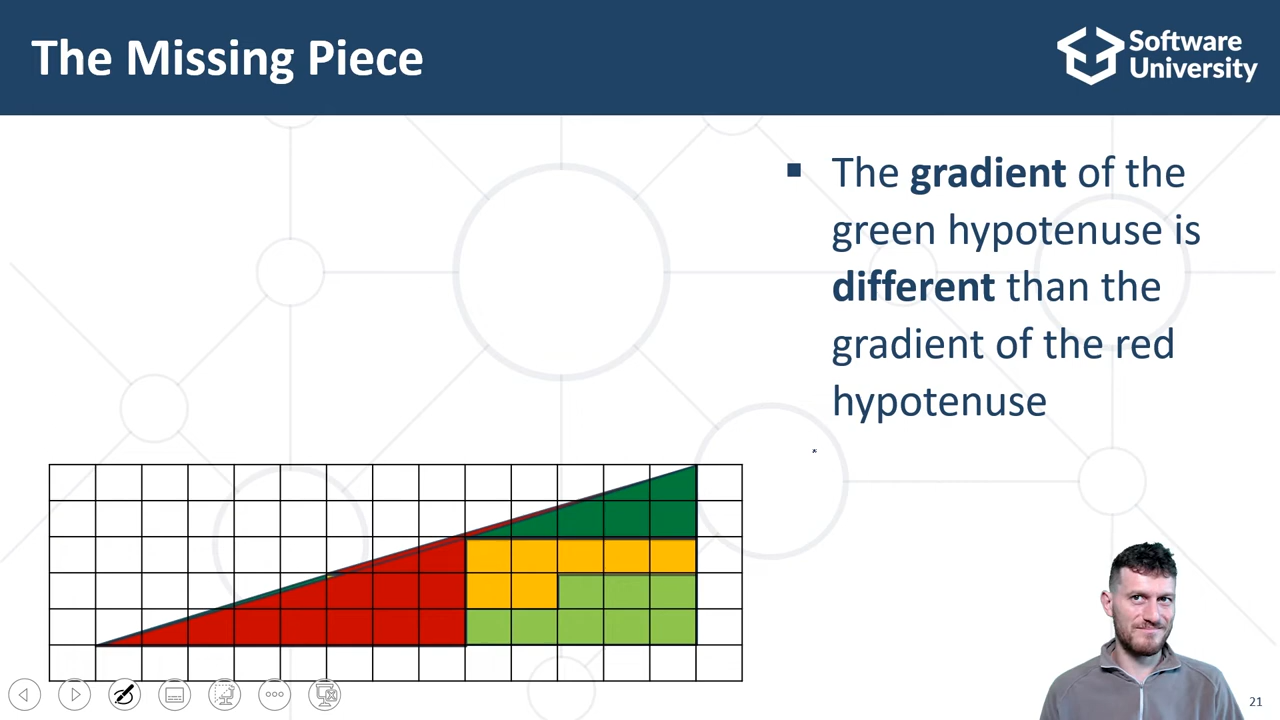 The Missing Piece
Software
University
▪ The gradient of the
green hypotenuse is
different than the
gradient of the red
hypotenuse
21